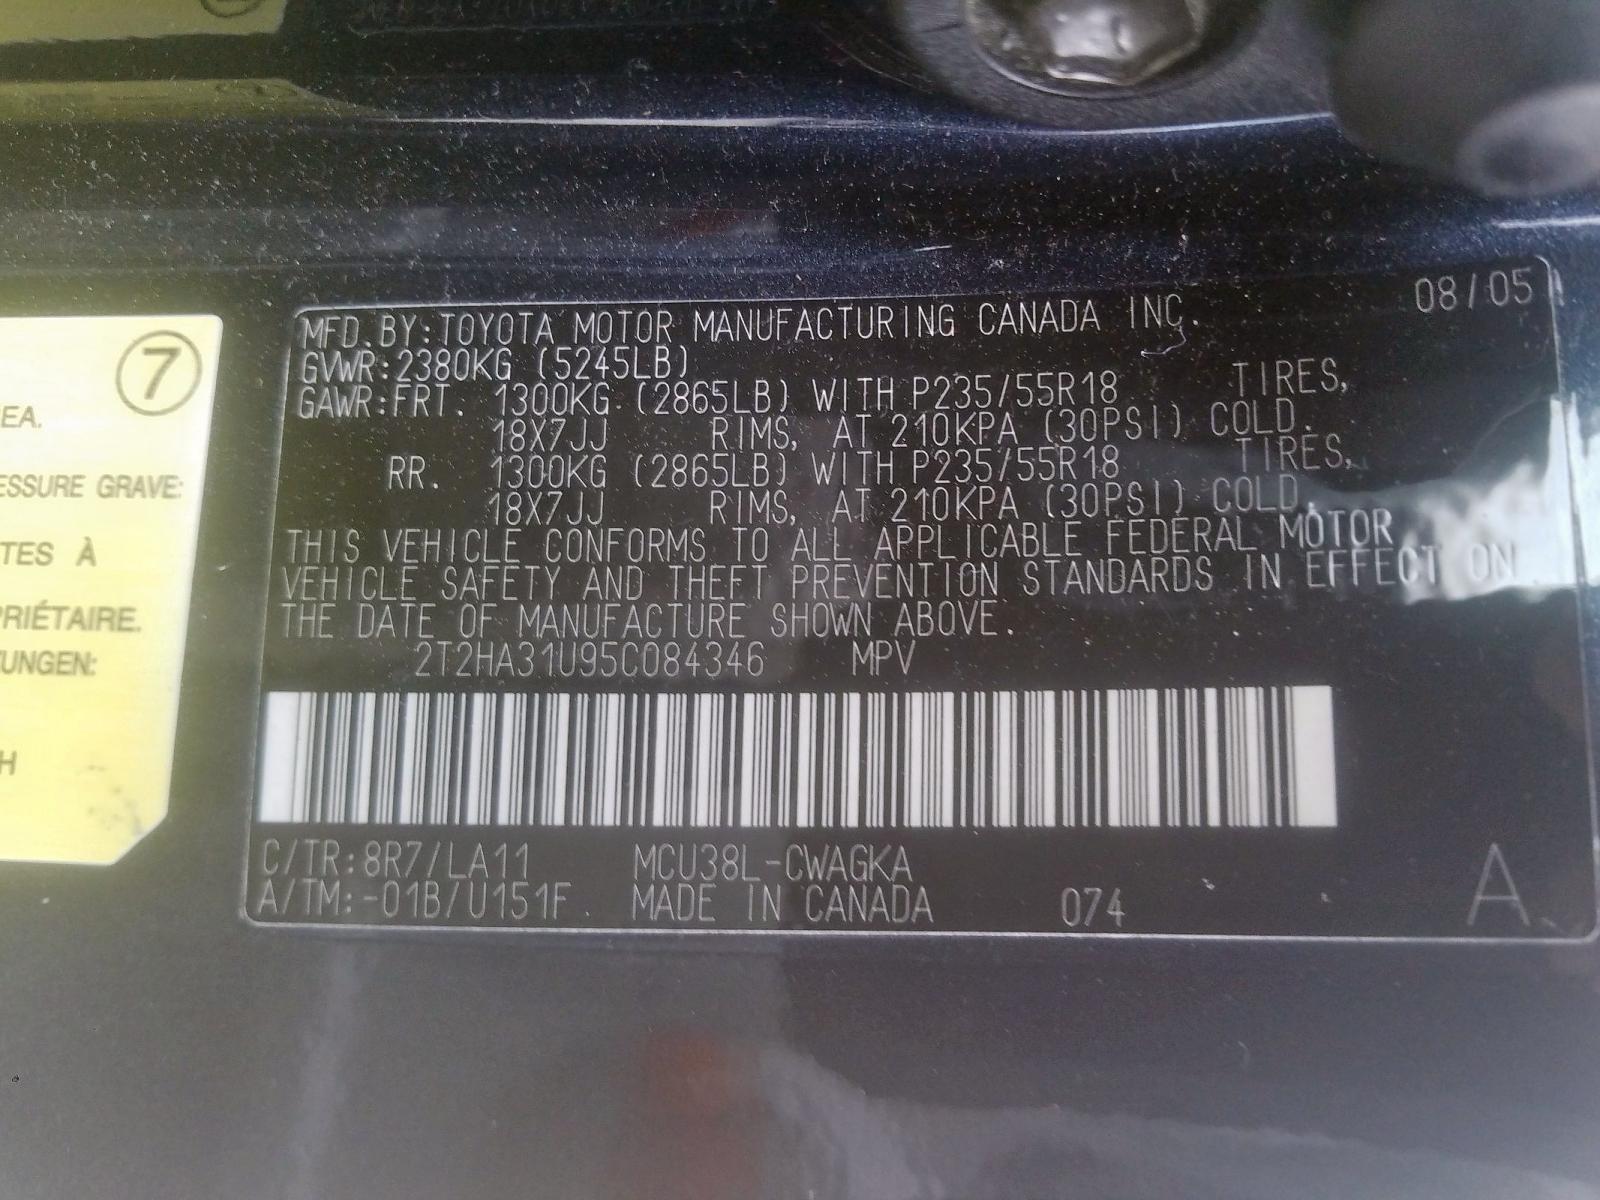 7
EA.
ESSURE GRAVE:
TES À
PRIÉTAIRE.
TUNGEN:
H
08/05
MFD.BY:TOYOTA MOTOR MANUFACTURING CANADA INC.
GVWR:2380KG (5245LB)
GAWR:FRT. 1300KG (2865LB) WITH P235/55R18 TIRES,
18X7JJ RIMS, AT 210KPA (30PSI) COLD.
RR. 1300KG (2865LB) WITH P235/55R18 TIRES,
18X7JJ RIMS, AT 210KPA (30PSI) COLD.
THIS VEHICLE CONFORMS TO ALL APPLICABLE FEDERAL MOTOR
VEHICLE SAFETY AND THEFT PREVENTION STANDARDS IN EFFECT ON
THE DATE OF MANUFACTURE SHOWN ABOVE.
2T2HA31U95C084346 MPV
C/TR:8R7/LA11 MCU38L-CWAGKA
A/TM:-01B/U151F MADE IN CANADA 074 A